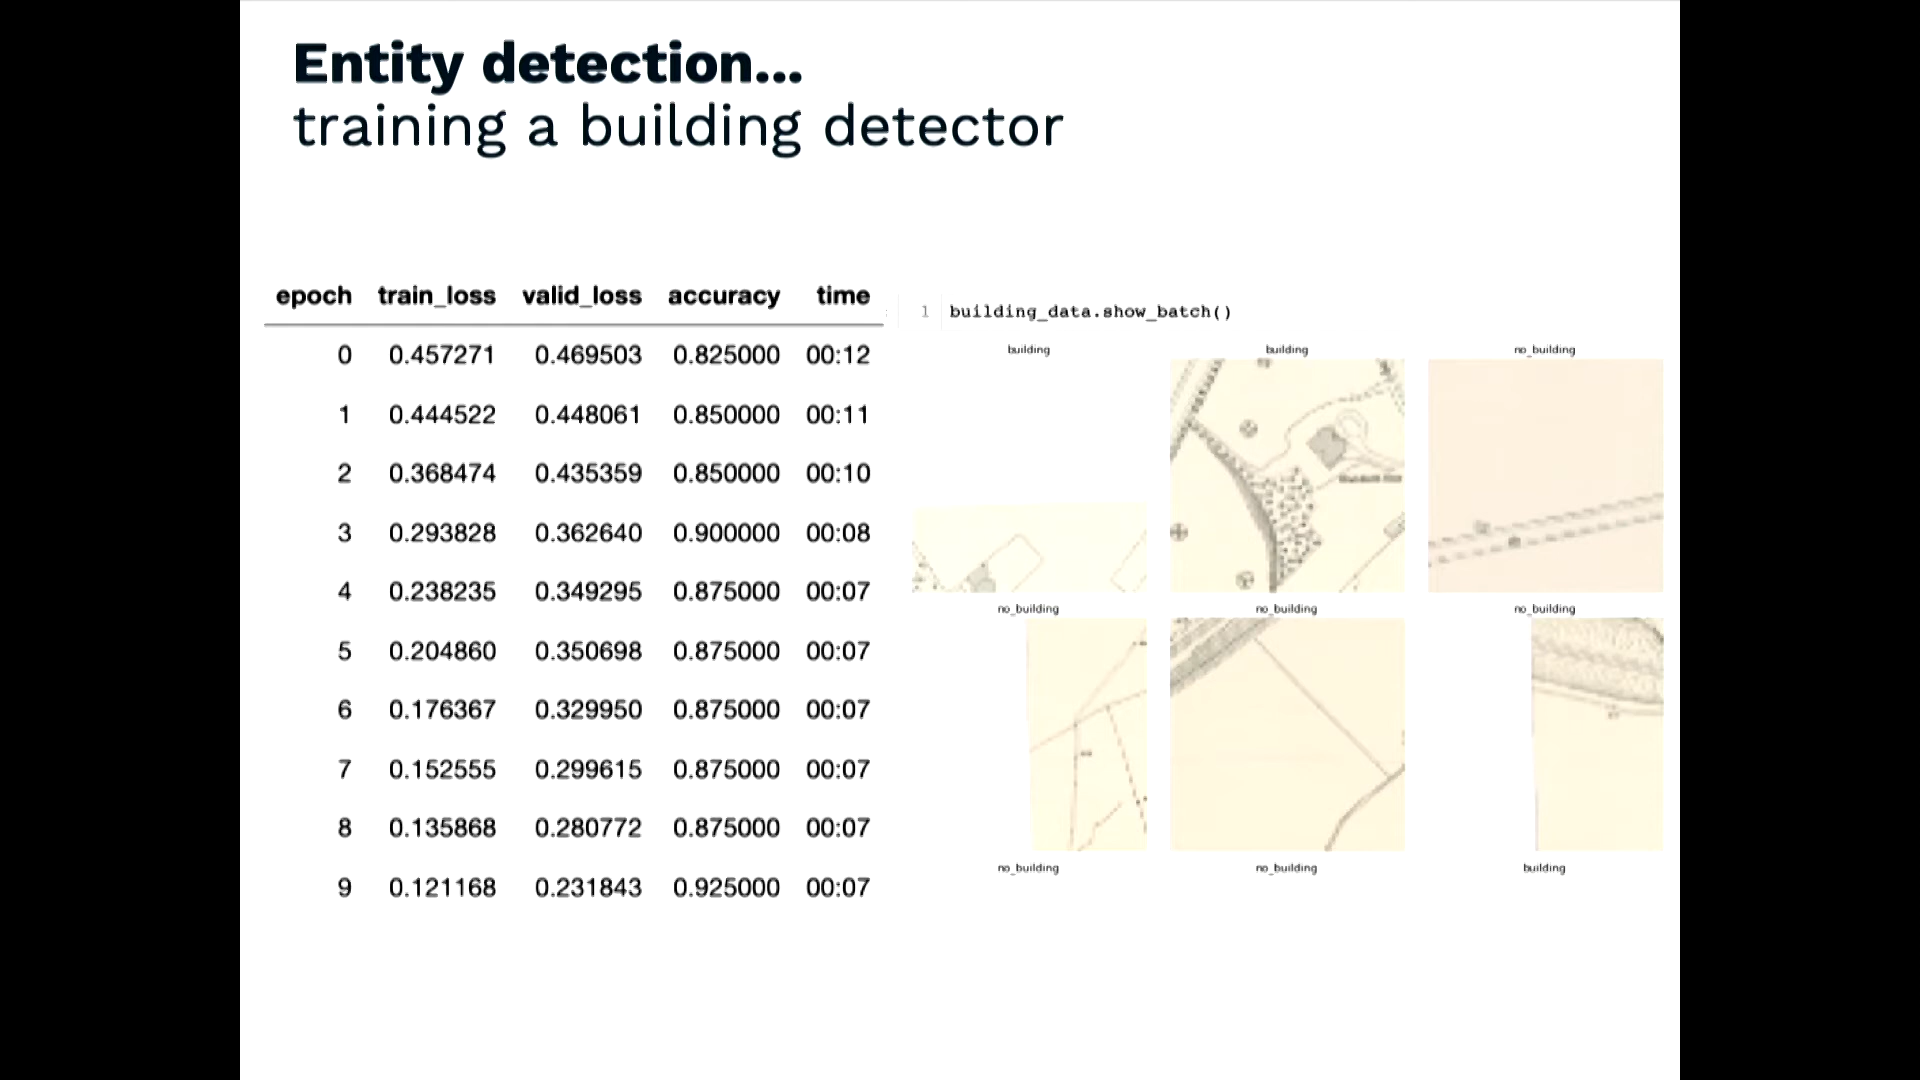 Entity detection...
training a building detector
epoch train_loss valid_loss accuracy time
0 0.457271 0.469503 0.825000 00:12
1 0.444522 0.448061 0.850000 00:11
2 0.368474 0.435359 0.850000 00:10
3 0.293828 0.362640 0.900000 00:08
4 0.238235 0.349295 0.875000 00:07
5 0.204860 0.350698 0.875000 00:07
6 0.176367 0.329950 0.875000 00:07
7 0.152555 0.299615 0.875000 00:07
8 0.135868 0.280772 0.875000 00:07
9 0.121168 0.231843 0.925000 00:07
1 building_data.show_batch()
building building no_building
no_building no_building no_building
no_building no_building building